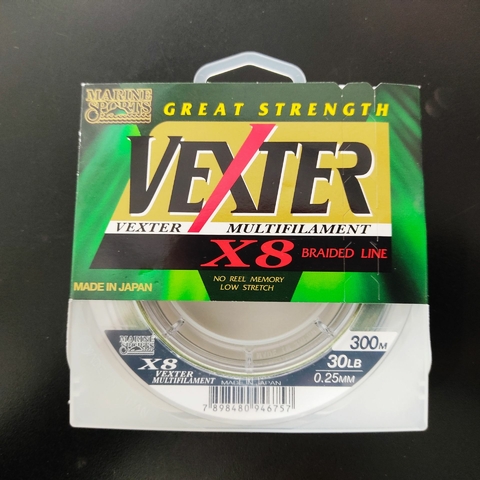 MARINE
SPORTS
GREAT STRENGTH
VEXTER
VEXTER MULTIFILAMENT
X8 BRAIDED LINE
NO REEL MEMORY
LOW STRETCH
MADE IN JAPAN
MARINE
SPORTS
X8
VEXTER
MULTIFILAMENT
MADE IN JAPAN
300M
30LB
0.25MM
7 898480 946757